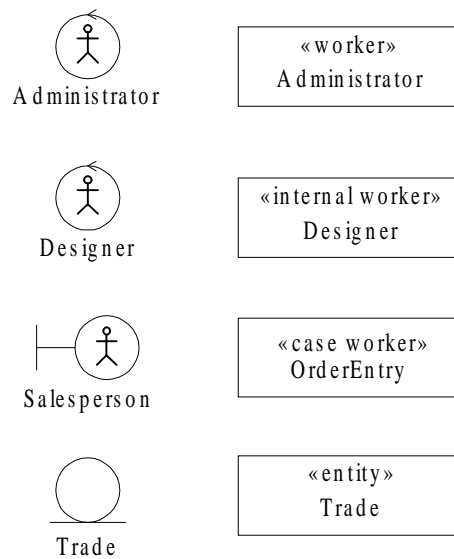 «worker»
Administrator
Administrator
«internal worker»
Designer
Designer
«case worker»
OrderEntry
Salesperson
«entity»
Trade
Trade